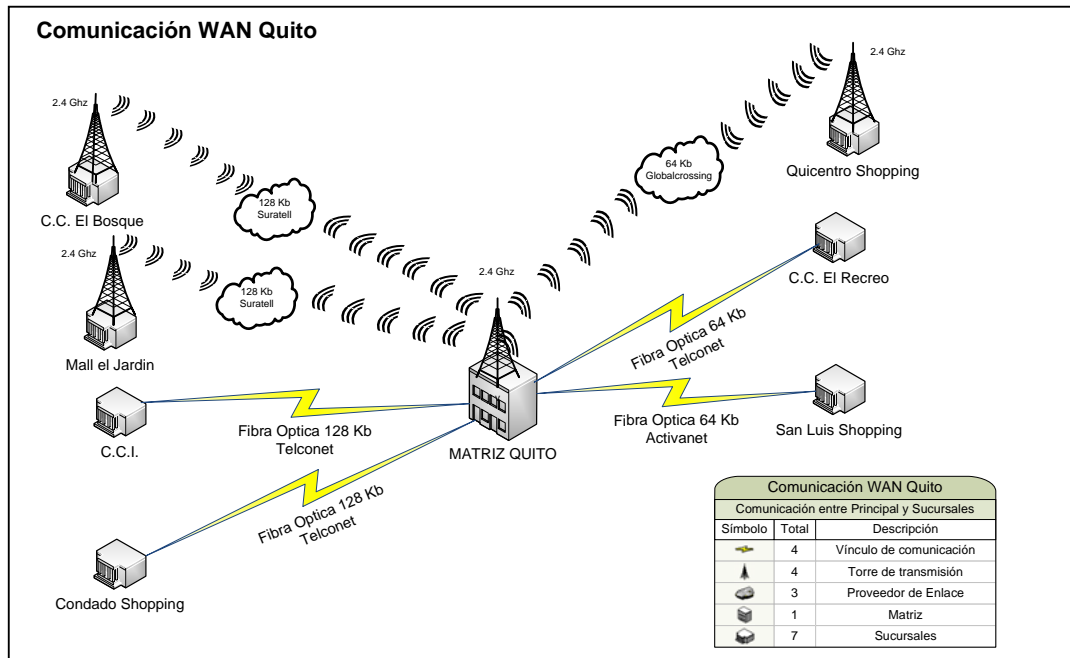 Comunicación WAN Quito
2.4 Ghz
C.C. El Bosque
128 Kb
Suratell
2.4 Ghz
Mall el Jardin
128 Kb
Suratell
2.4 Ghz
Quicentro Shopping
64 Kb
Globalcrossing
C.C. El Recreo
Fibra Optica 64 Kb
Telconet
2.4 Ghz
MATRIZ QUITO
C.C.I.
Fibra Optica 128 Kb
Telconet
Fibra Optica 64 Kb
Activanet
San Luis Shopping
Fibra Optica 128 Kb
Telconet
Condado Shopping
Comunicación WAN Quito
Comunicación entre Principal y Sucursales
Símbolo Total Descripción
4 Vínculo de comunicación
4 Torre de transmisión
3 Proveedor de Enlace
1 Matriz
7 Sucursales